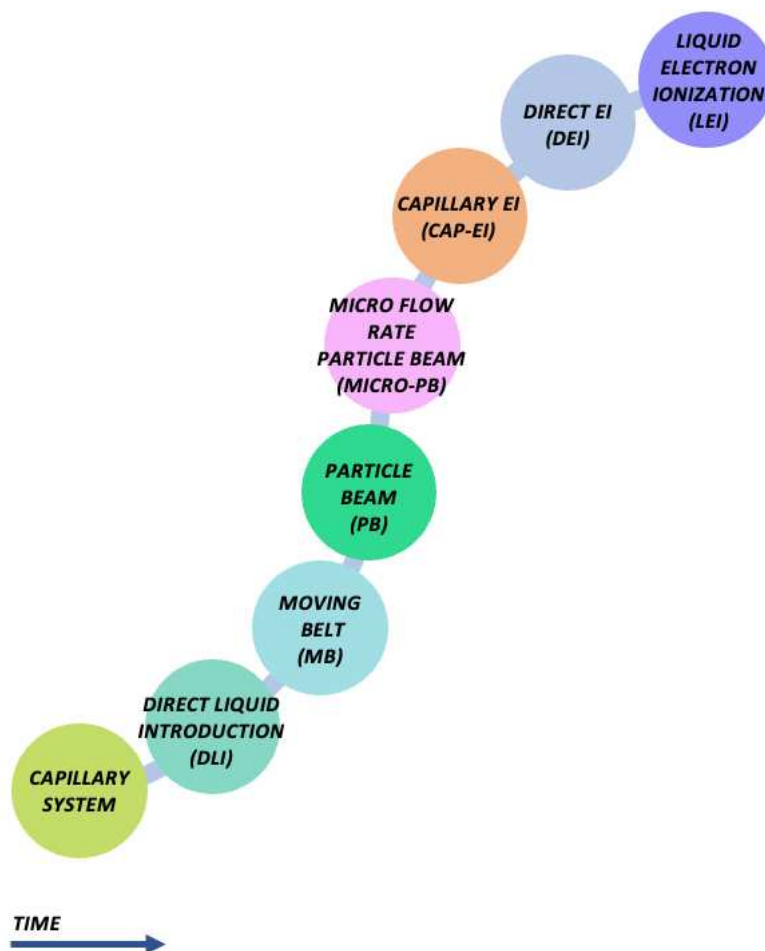 LIQUID
ELECTRON
IONIZATION
(LEI)
DIRECT EI
(DEI)
CAPILLARY EI
(CAP-EI)
MICRO FLOW
RATE
PARTICLE BEAM
(MICRO-PB)
PARTICLE
BEAM
(PB)
MOVING
BELT
(MB)
DIRECT LIQUID
INTRODUCTION
(DLI)
CAPILLARY
SYSTEM
TIME